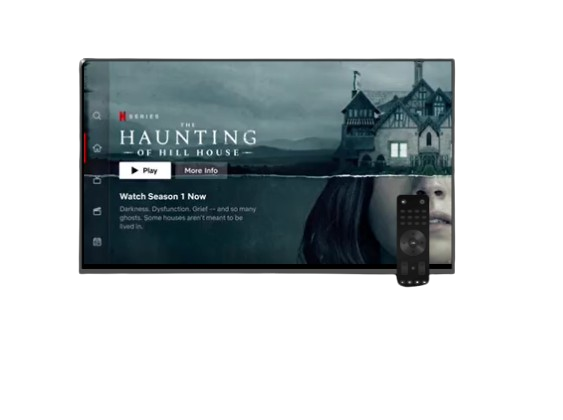 N SERIES
THE
HAUNTING
OF HILL HOUSE
Play
More Info
Watch Season 1 Now
Darkness. Dysfunction. Grief — and so many
ghosts. Some houses aren't meant to be
lived in.